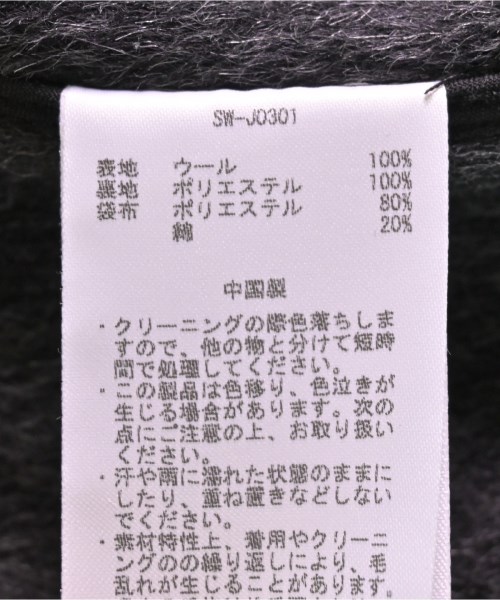 SW-J0301
表地 ウール 100%
裏地 ポリエステル 100%
袋布 ポリエステル 80%
綿 20%
中国製
・クリーニングの際色落ちしま
すので、他の物と分けて短時
間で処理してください。
・この製品は色移り、色泣きが
生じる場合があります。次の
点にご注意の上、お取り扱い
ください。
・汗や雨に濡れた状態のままに
したり、重ね置きなどしない
でください。
・素材特性上、着用やクリーニ
ングのの繰り返しにより、毛
乱れが生じることがあります